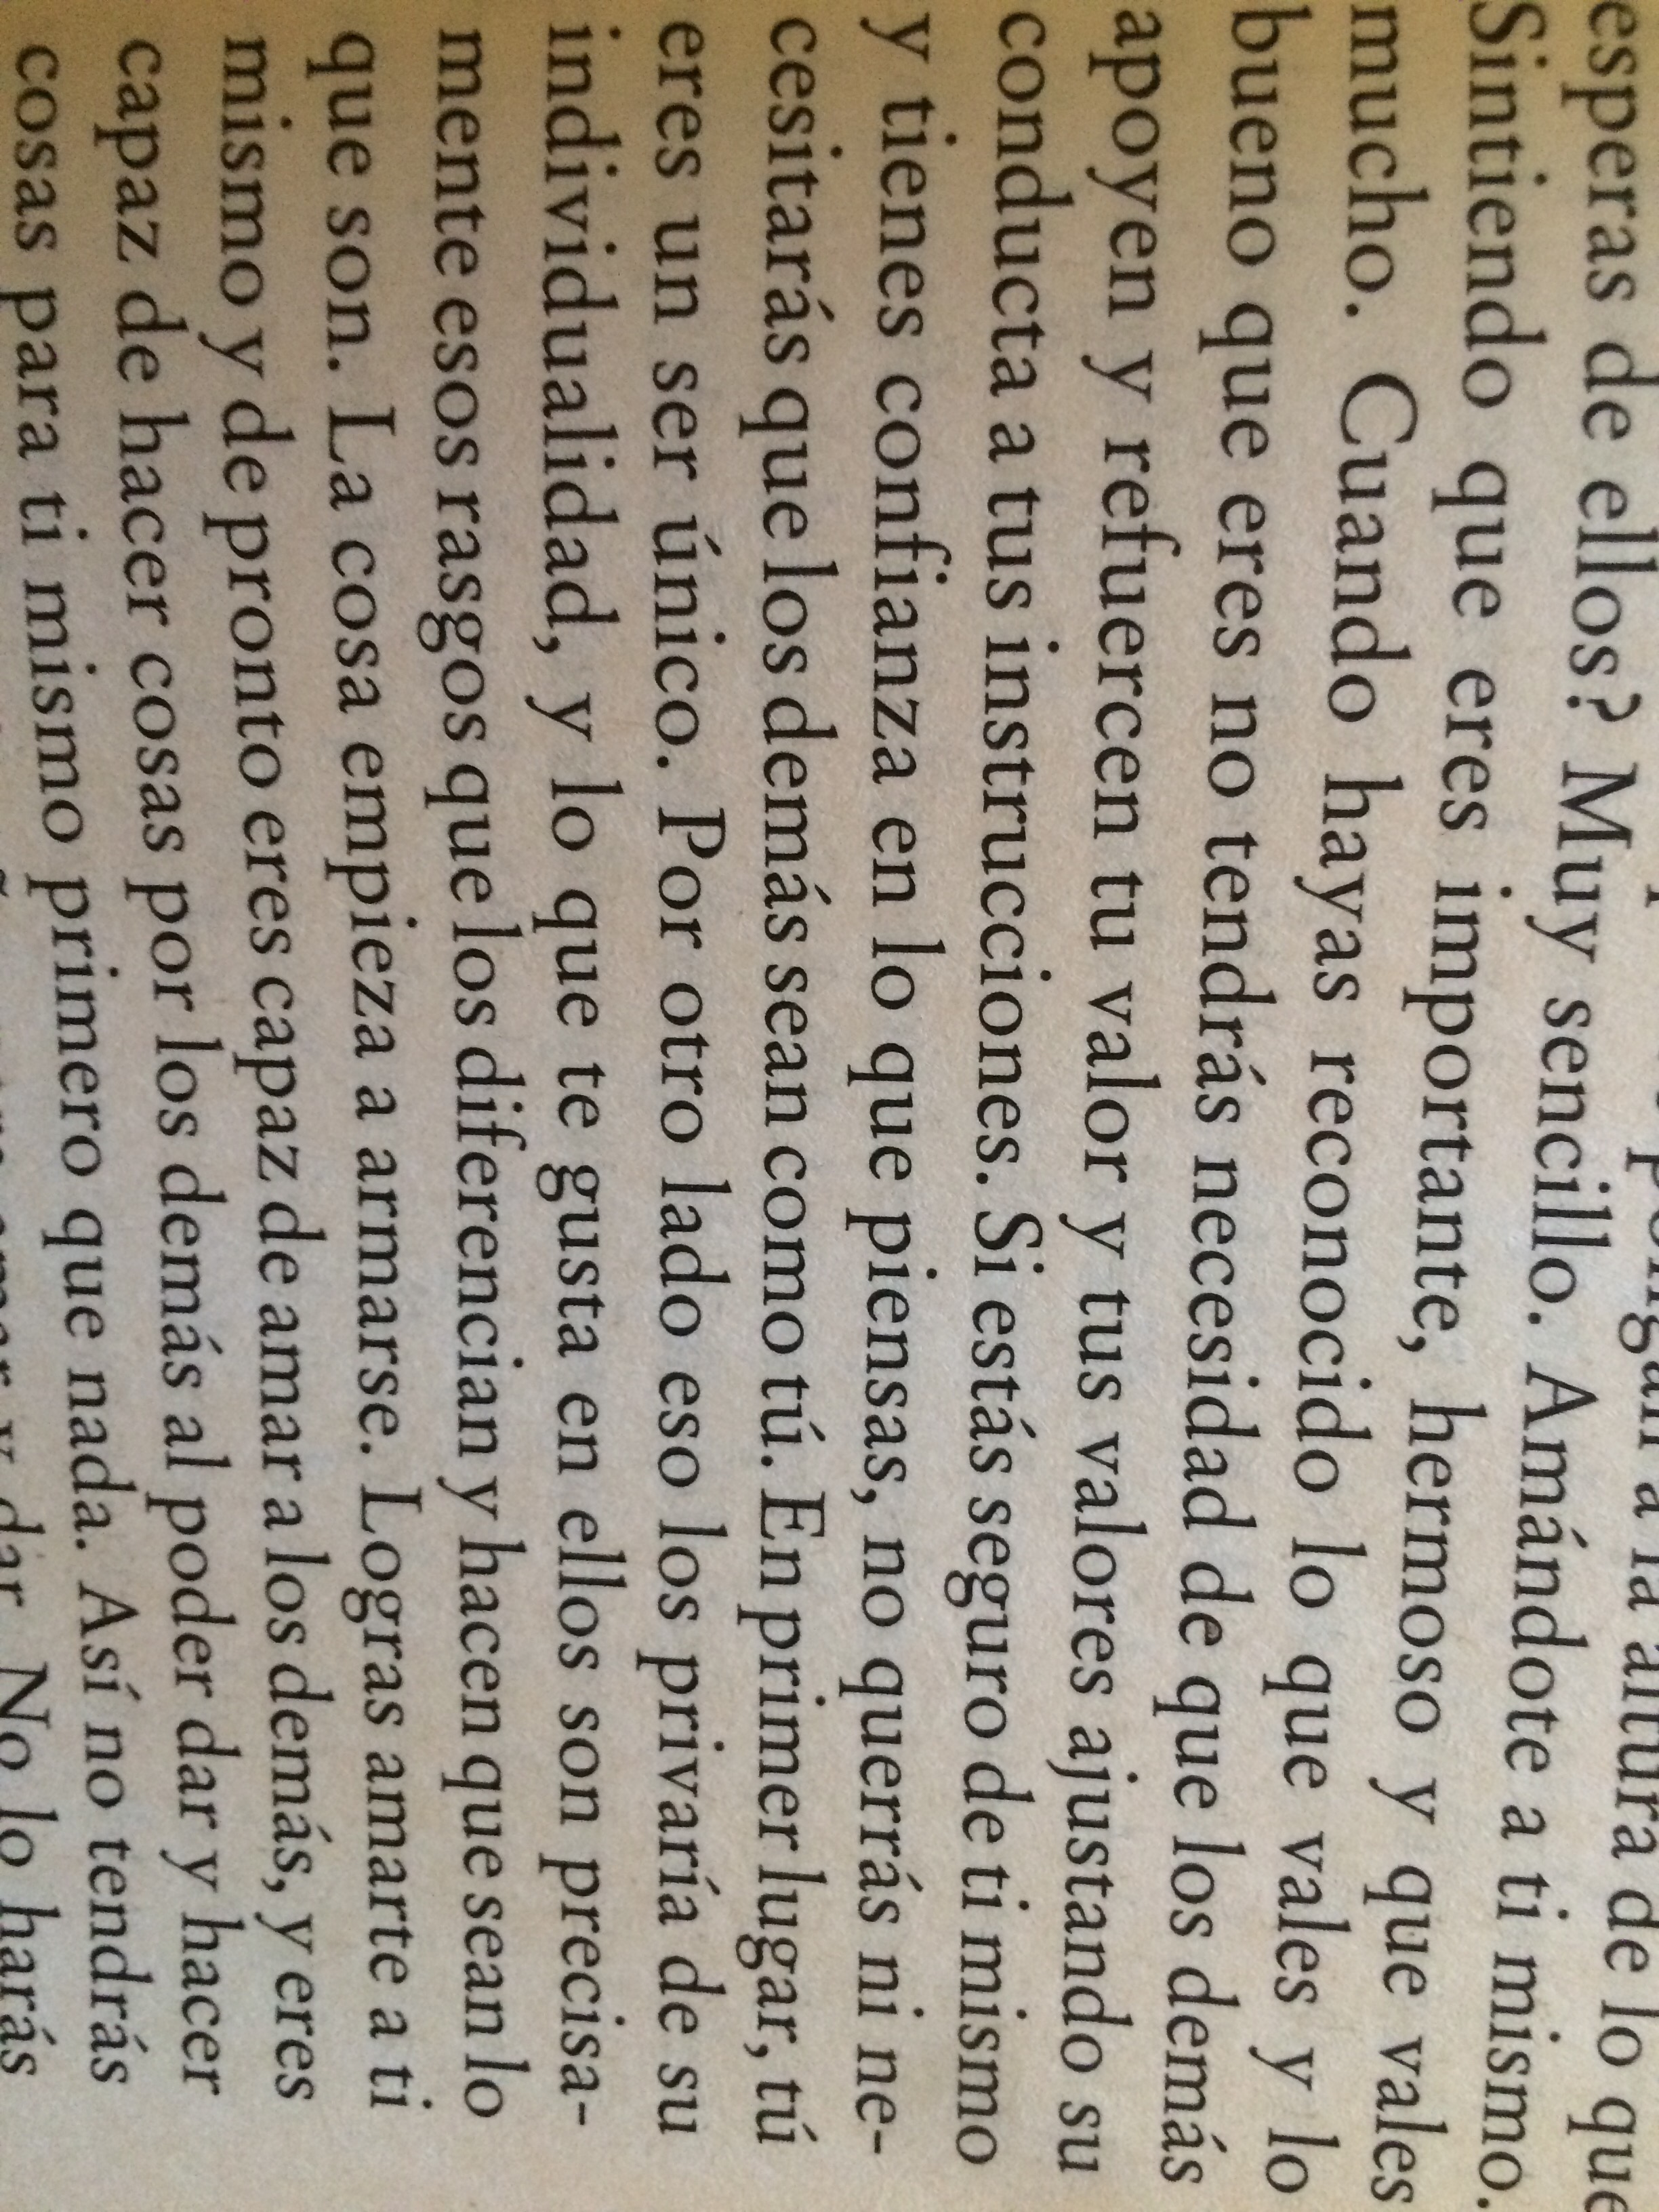 a la altura de lo que
esperas de ellos? Muy sencillo. Amándote a ti mismo.
Sintiendo que eres importante, hermoso y que vales
mucho. Cuando hayas reconocido lo que vales y lo
bueno que eres no tendrás necesidad de que los demás
apoyen y refuercen tu valor y tus valores ajustando su
conducta a tus instrucciones. Si estás seguro de ti mismo
y tienes confianza en lo que piensas, no querrás ni ne-
cesitarás que los demás sean como tú. En primer lugar, tú
eres un ser único. Por otro lado eso los privaría de su
individualidad, y lo que te gusta en ellos son precisa-
mente esos rasgos que los diferencian y hacen que sean lo
que son. La cosa empieza a armarse. Logras amarte a ti
mismo y de pronto eres capaz de amar a los demás, y eres
capaz de hacer cosas por los demás al poder dar y hacer
cosas para ti mismo primero que nada. Así no tendrás
y dar. No lo harás